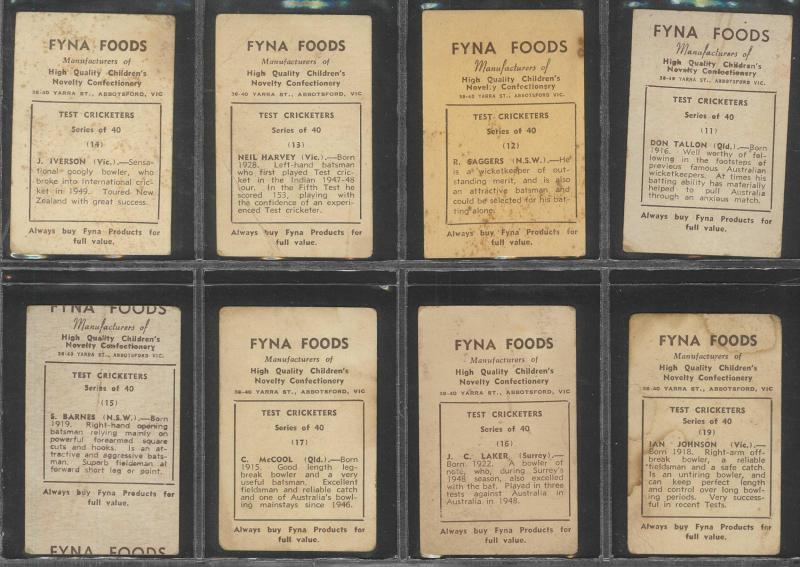 FYNA FOODS
Manufacturers of
High Quality Children's
Novelty Confectionery
38-40 YARRA ST., ABBOTSFORD, VIC.
TEST CRICKETERS
Series of 40
(14)
J. IVERSON (Vic.).—Sensa-
tional googly bowler, who
broke into International cric-
ket in 1949. Toured New
Zealand with great success.
Always buy Fyna Products for
full value.
FYNA FOODS
Manufacturers of
High Quality Children's
Novelty Confectionery
38-40 YARRA ST., ABBOTSFORD, VIC
TEST CRICKETERS
Series of 40
(13)
NEIL HARVEY (Vic.).—Born
1928. Left-hand batsman
who first played Test cric-
ket in the Indian 1947-48
tour. In the Fifth Test he
scored 153, playing with
the confidence of an experi-
enced Test cricketer.
Always buy Fyna Products for
full value.
FYNA FOODS
Manufacturers of
High Quality Children's
Novelty Confectionery
38-40 YARRA ST., ABBOTSFORD, VIC
TEST CRICKETERS
Series of 40
(12)
R. SAGGERS (N.S.W.)—He
is a wicketkeeper of out-
standing merit, and is also
an attractive batsman, and
could be selected for his bat-
ting alone.
Always buy 'Fyna' Products for
full value.
FYNA FOODS
Manufacturers of
High Quality Children's
Novelty Confectionery
38-40 YARRA ST., ABBOTSFORD, VIC
TEST CRICKETERS
Series of 40
(11)
DON TALLON (Qld.).—Born
1916. Well worthy of fol-
lowing in the footsteps of
previous famous Australian
wicketkeepers. At times his
batting ability has materially
helped to pull Australia
through an anxious match.
Always buy Fyna Products for
full value.
FYNA FOODS
Manufacturers of
High Quality Children's
Novelty Confectionery
38-40 YARRA ST., ABBOTSFORD VIC.
TEST CRICKETERS
Series of 40
(15)
S. BARNES (N.S.W.)—Born
1919. Right-hand opening
batsman relying mainly on
powerful forearmed square
cuts and hooks. Is an at-
tractive and aggressive bats-
man. Superb fieldsman at
forward short leg or point.
Always buy Fyna Products for
full value.
FYNA FOODS
FYNA FOODS
Manufacturers of
High Quality Children's
Novelty Confectionery
38-40 YARRA ST., ABBOTSFORD, VIC
TEST CRICKETERS
Series of 40
(17)
C. McCOOL (Qld.)—Born
1915. Good length leg-
break bowler and a very
useful batsman. Excellent
fieldsman and reliable catch
and one of Australia's bowl-
ing mainstays since 1946.
Always buy Fyna Products for
full value.
FYNA FOODS
Manufacturers of
High Quality Children's
Novelty Confectionery
38-40 YARRA ST., ABBOTSFORD, VIC
TEST CRICKETERS
Series of 40
(16)
J. C. LAKER (Surrey).—
Born 1922. A bowler of
note, who, during Surrey's
1948 season, also excelled
with the bat. Played in three
tests against Australia in
Australia in 1948.
Always buy Fyna Products for
full value.
FYNA FOODS
Manufacturers of
High Quality Children's
Novelty Confectionery
38-40 YARRA ST., ABBOTSFORD, VIC
TEST CRICKETERS
Series of 40
(19)
IAN JOHNSON (Vic.)—
Born 1918. Right-arm off-
break bowler, a reliable
fieldsman and a safe catch.
Is an untiring bowler, and
can keep perfect length
and control over long bowl-
ing periods. Very success-
ful in recent Tests.
Always buy Fyna Products for
full value.